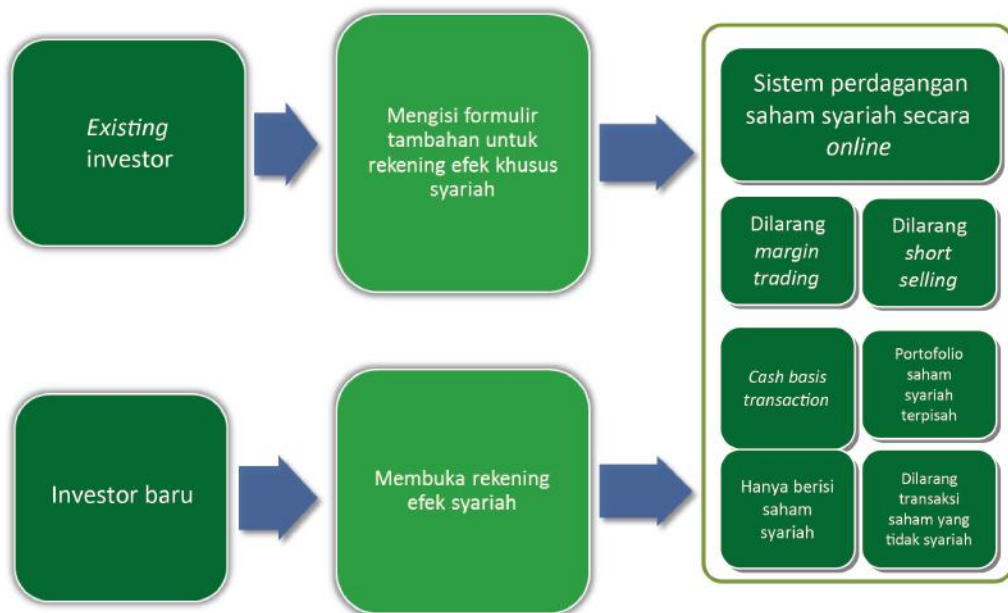 Existing
investor
Mengisi formulir
tambahan untuk
rekening efek khusus
syariah
Sistem perdagangan
saham syariah secara
online
Dilarang
margin
trading
Dilarang
short
selling
Cash basis
transaction
Portofolio
saham
syariah
terpisah
Investor baru
Membuka rekening
efek syariah
Hanya berisi
saham
syariah
Dilarang
transaksi
saham yang
tidak syariah